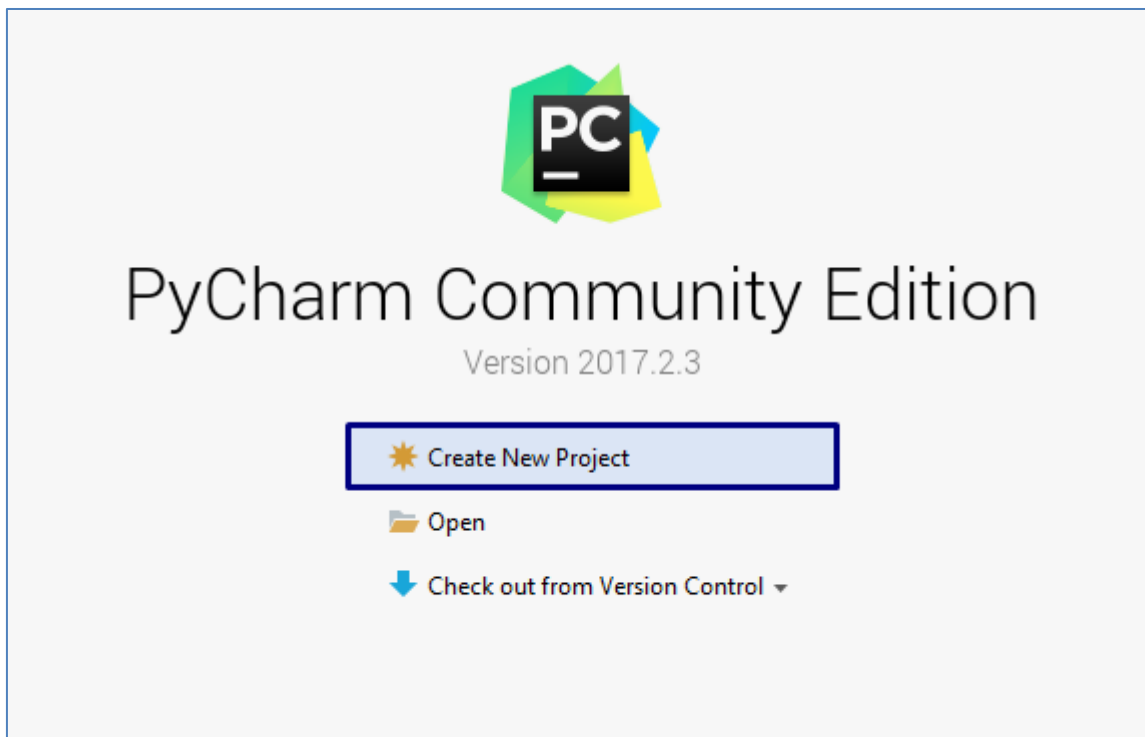 PC
PyCharm Community Edition
Version 2017.2.3
Create New Project
Open
Check out from Version Control